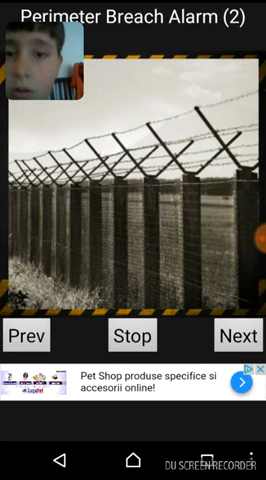 Perimeter Breach Alarm (2)
Prev
Stop
Next
Pet Shop produse specifice si
accesorii online!
DU SCREEN RECORDER